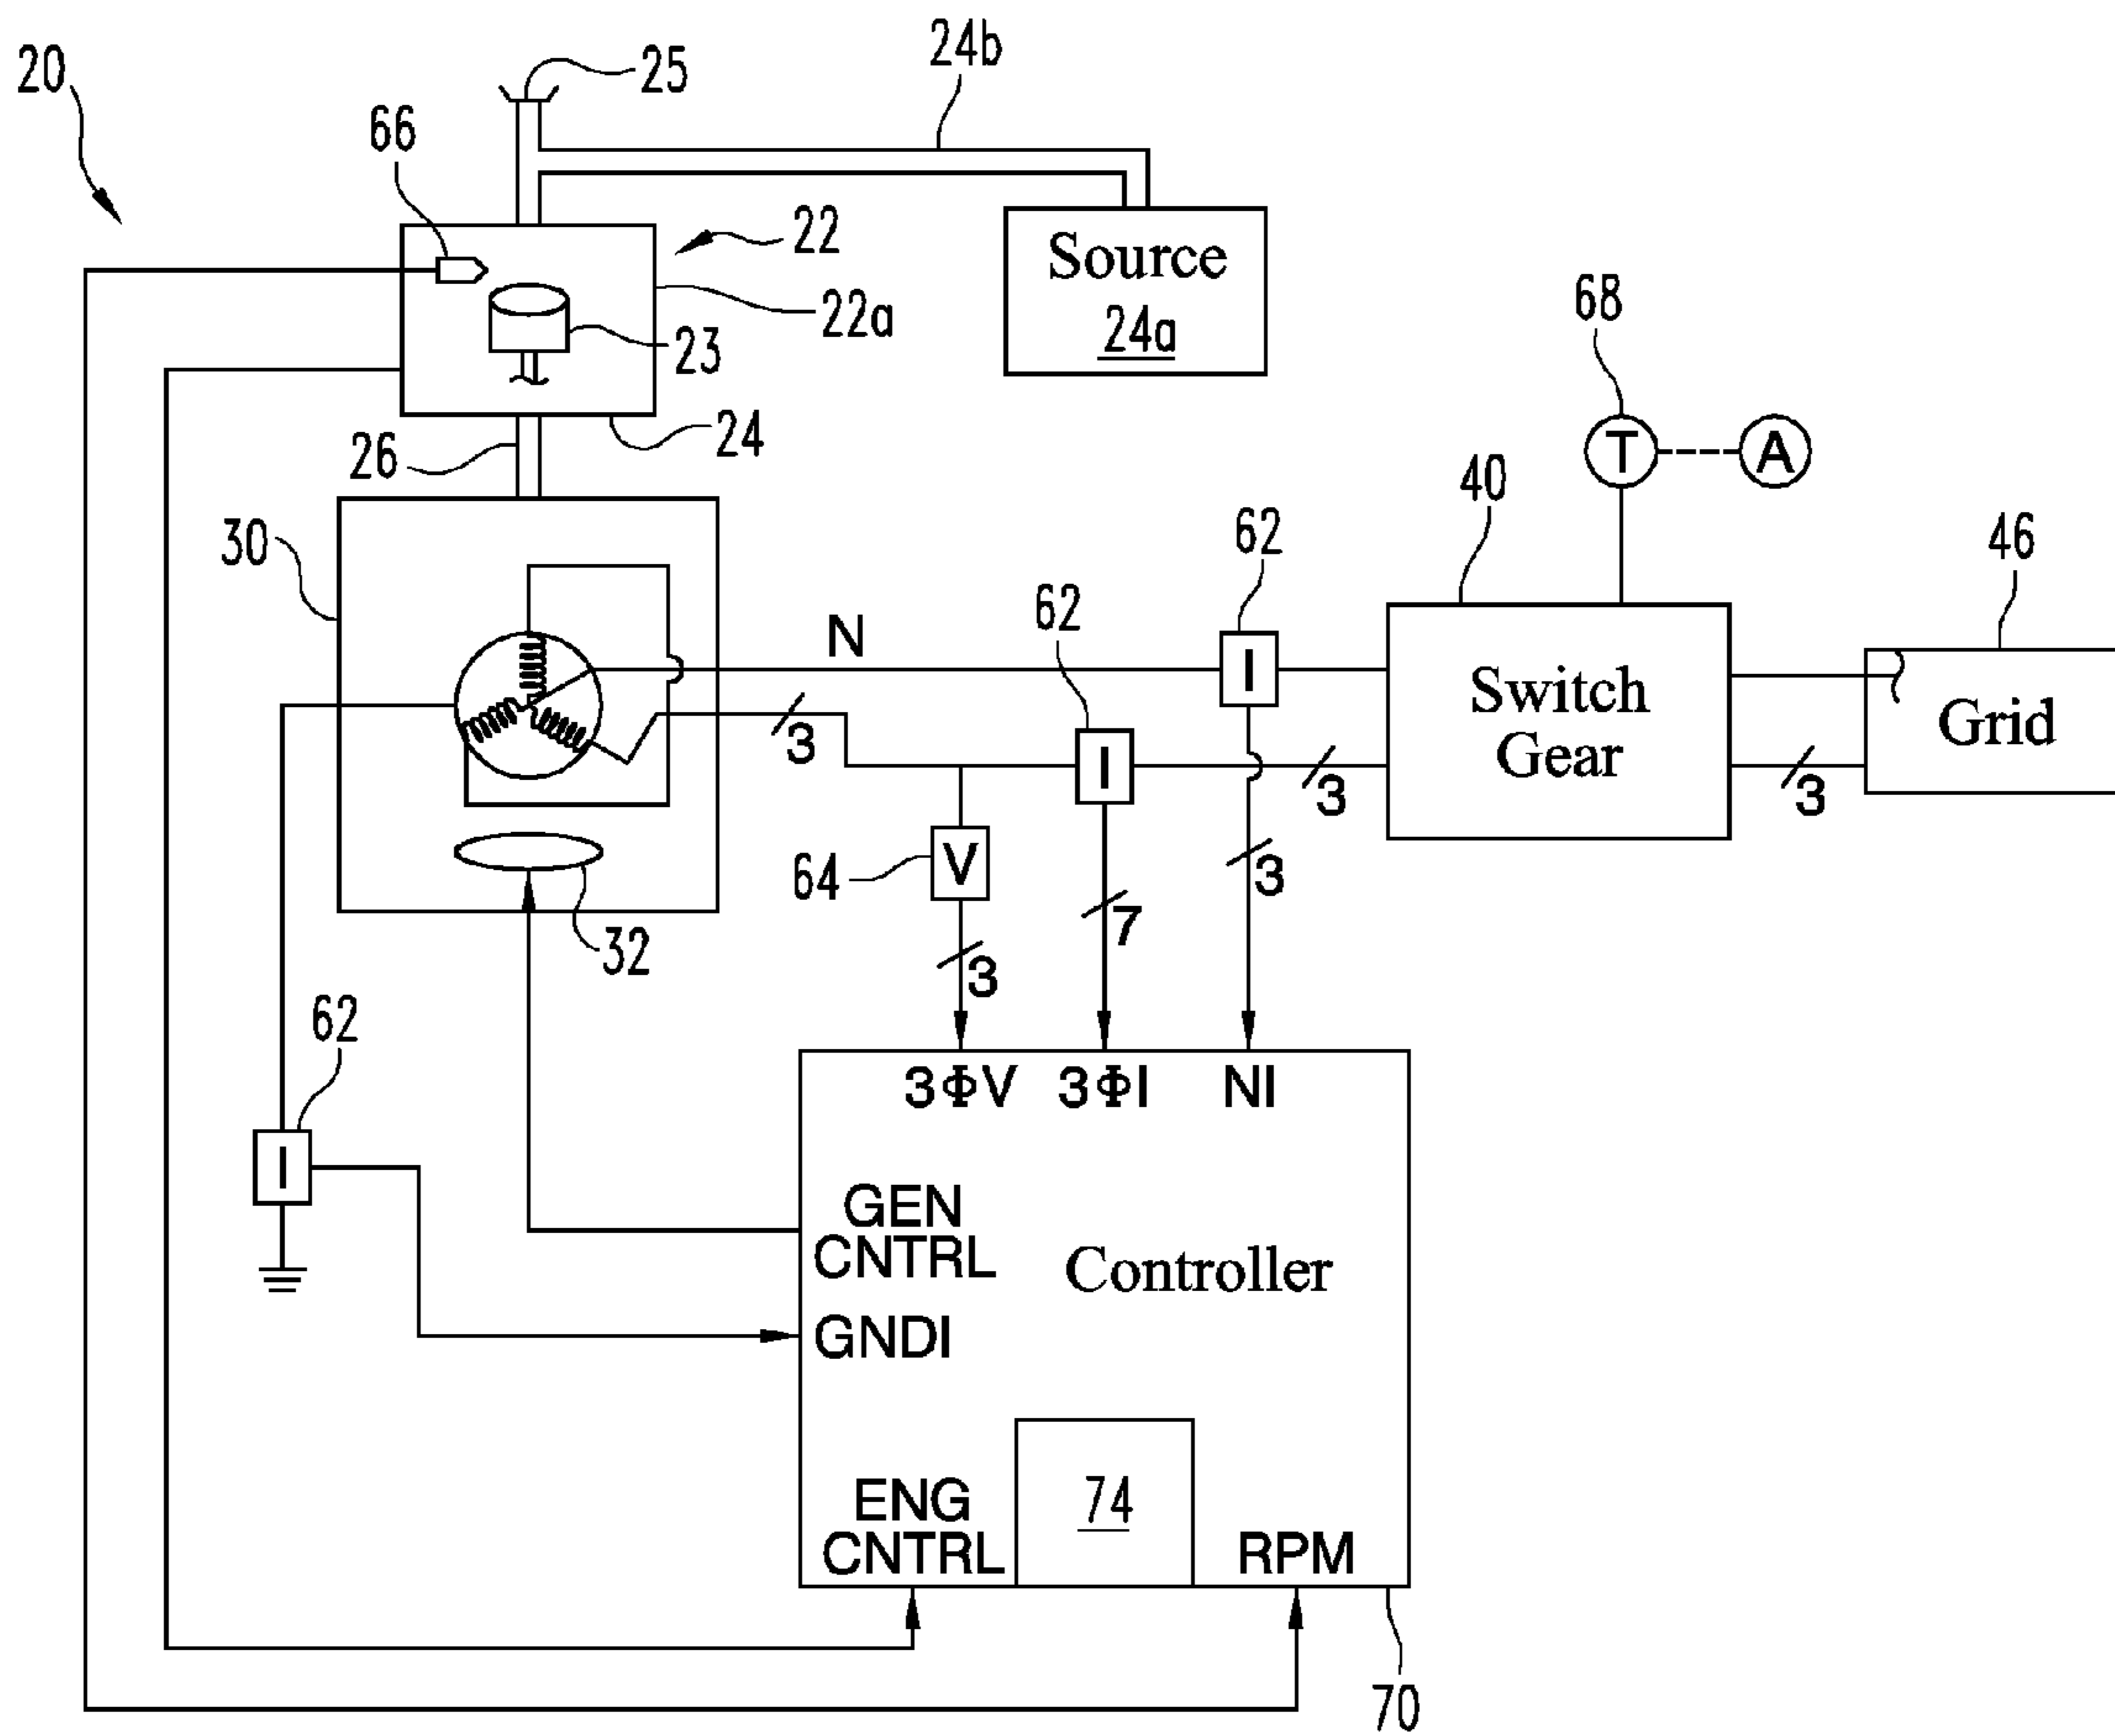 20
25
24b
66
22
Source
24a
22a
23
68
26
24
T
A
40
30
62
46
62
N
I
Switch
Gear
Grid
3
I
3
3
64
V
3
7
32
3
62
3ΦV
3ΦI
NI
I
GEN
CNTRL
Controller
GNDI
74
ENG
CNTRL
RPM
70